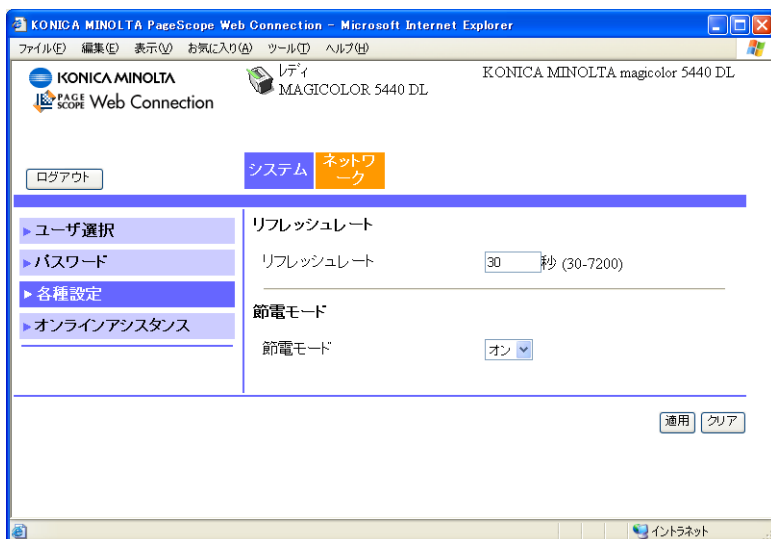 KONICA MINOLTA PageScope Web Connection - Microsoft Internet Explorer
ファイル(F) 編集(E) 表示(V) お気に入り(A) ツール(T) ヘルプ(H)
KONICA MINOLTA
PAGE SCOPE Web Connection
レディ
MAGICOLOR 5440 DL
KONICA MINOLTA magicolor 5440 DL
ログアウト
システム
ネットワ
ーク
ユーザ選択
パスワード
各種設定
オンラインアシスタンス
リフレッシュレート
リフレッシュレート 30 秒 (30-7200)
節電モード
節電モード オン
適用 クリア
イントラネット